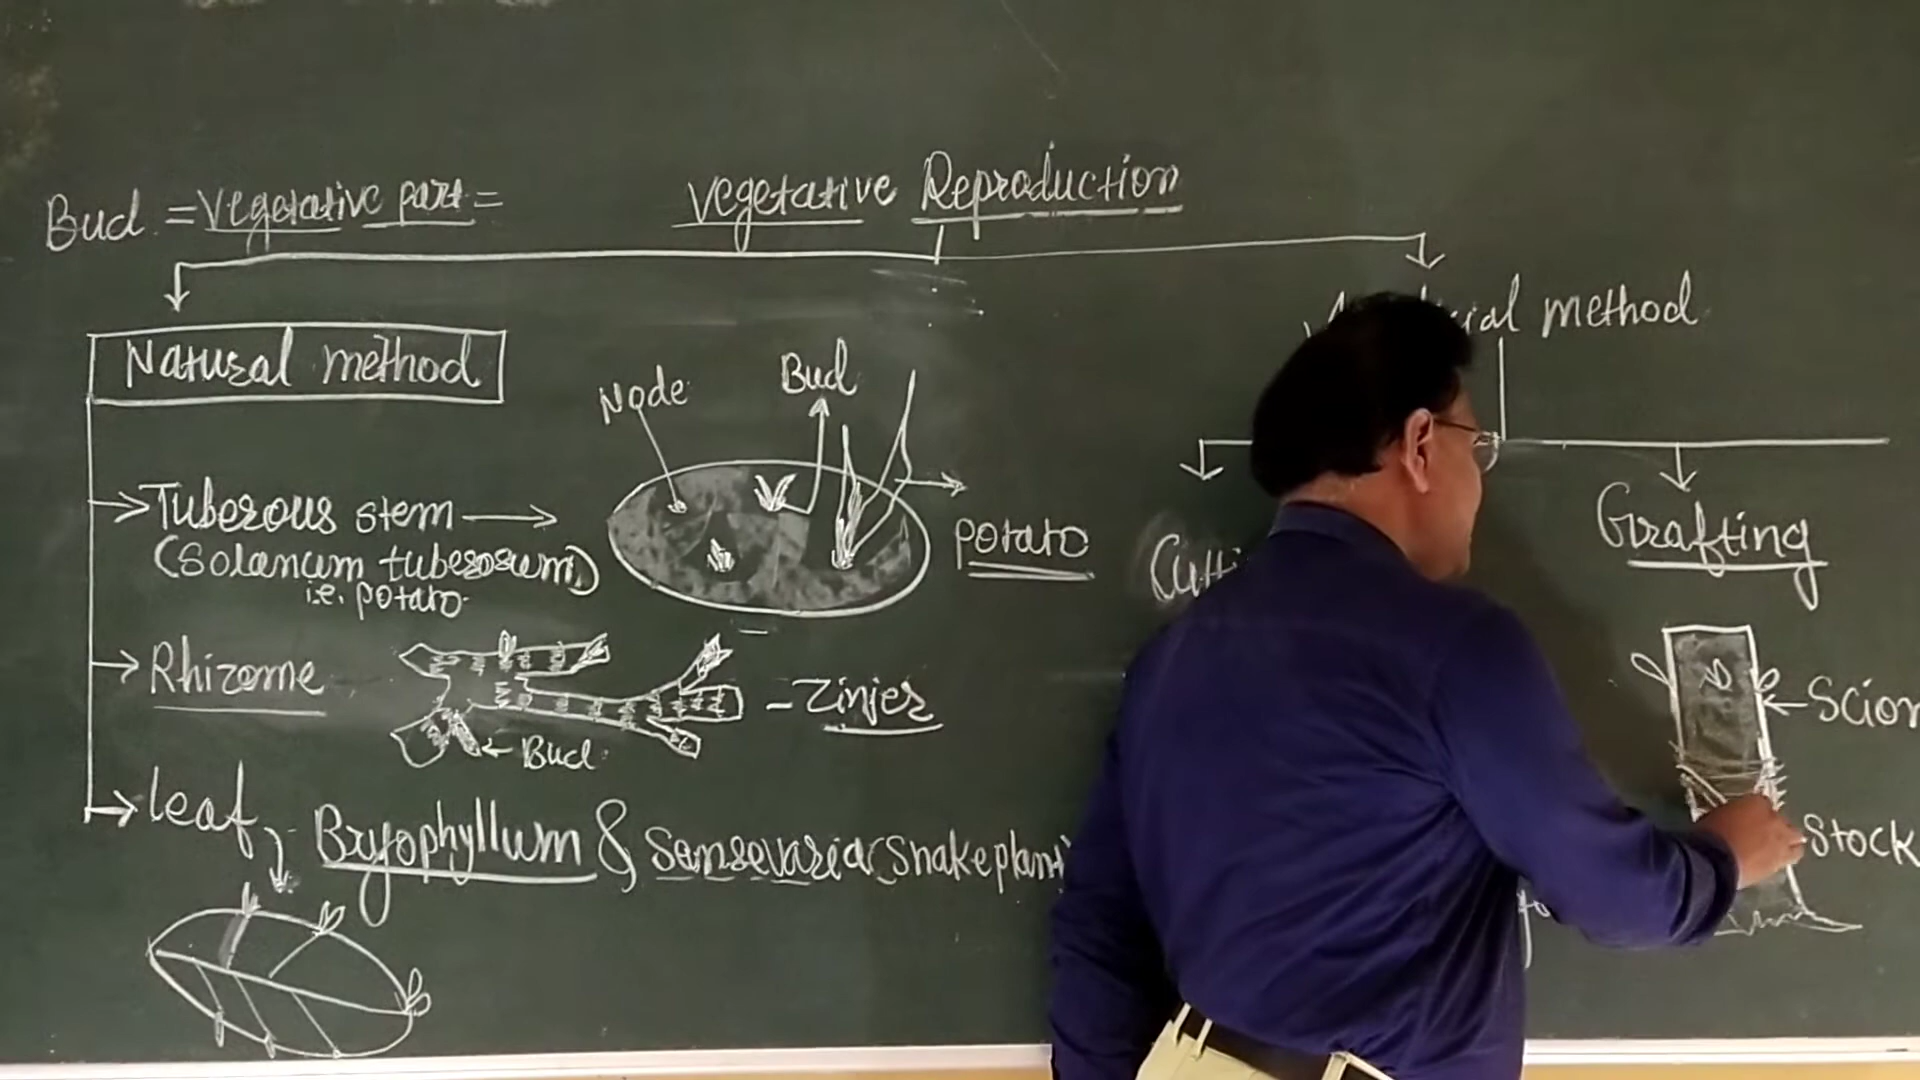 Bud = Vegetative part =
Vegetative Reproduction
Natural method
method
Node
Bud
Tuberous stem
(Solanum tuberosum)
i.e. potato
potato
Grafting
Rhizome
Bud
- Zinjer
Scion
Stock
leaf
Bryophyllum & Sansevaria (Snake plant)